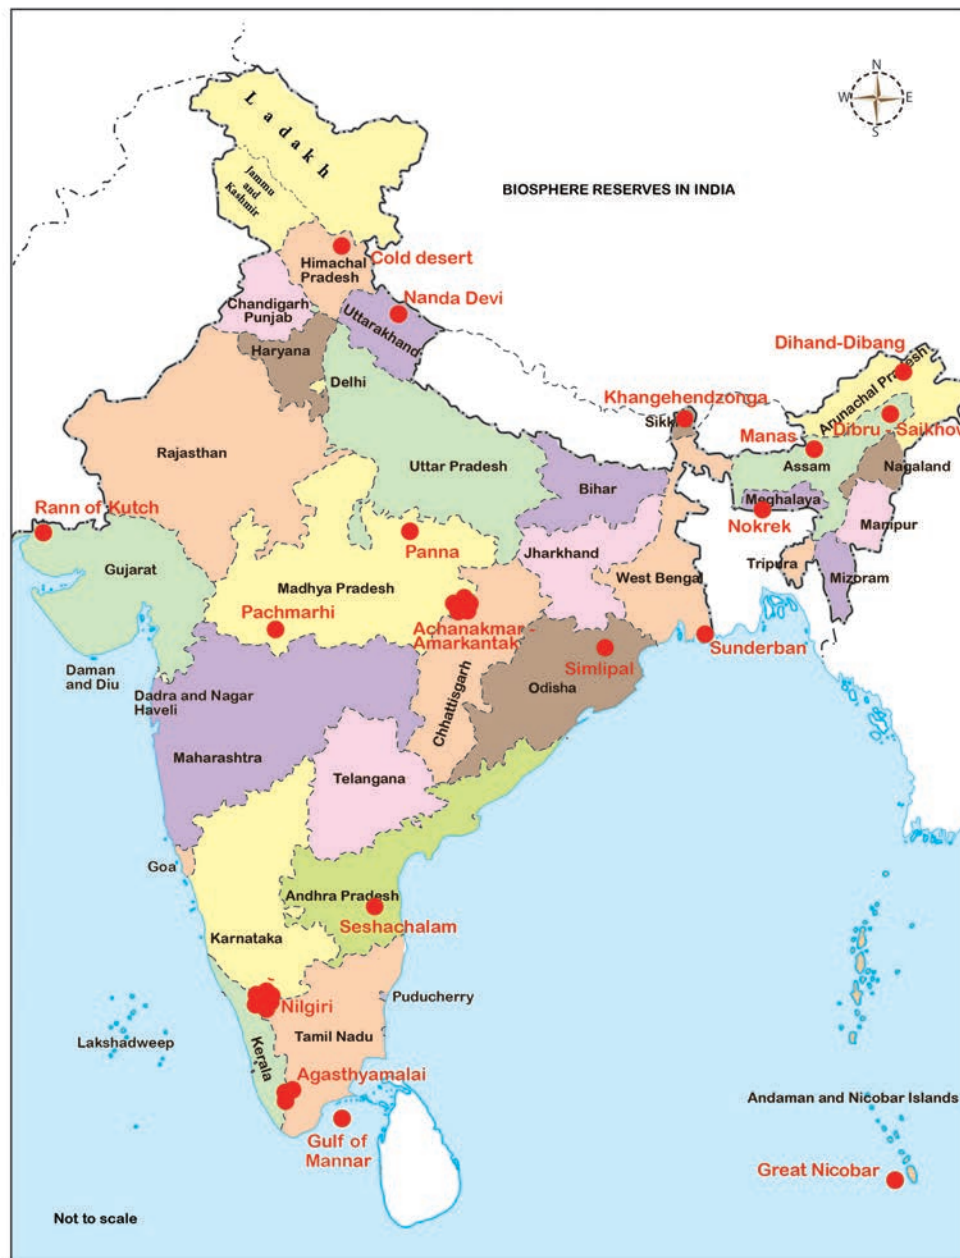 N
W E
S
BIOSPHERE RESERVES IN INDIA
Ladakh
Jammu
and
Kashmir
Himachal
Pradesh
Cold desert
Chandigarh
Punjab
Nanda Devi
Uttarakhand
Haryana
Delhi
Dihand-Dibang
Arunachal Pradesh
Khangehendzonga
Sikk
Dibru - Saikhov
Manas
Assam
Nagaland
Rajasthan
Uttar Pradesh
Bihar
Meghalaya
Nokrek
Manipur
Rann of Kutch
Panna
Jharkhand
Tripura
Gujarat
Madhya Pradesh
West Bengal
Mizoram
Pachmarhi
Achanakmar -
Amarkantak
Sunderban
Simlipal
Daman
and Diu
Odisha
Dadra and Nagar
Haveli
Chhattisgarh
Maharashtra
Telangana
Goa
Andhra Pradesh
Seshachalam
Karnataka
Puducherry
Nilgiri
Tamil Nadu
Lakshadweep
Kerala
Agasthyamalai
Andaman and Nicobar Islands
Gulf of
Mannar
Great Nicobar
Not to scale